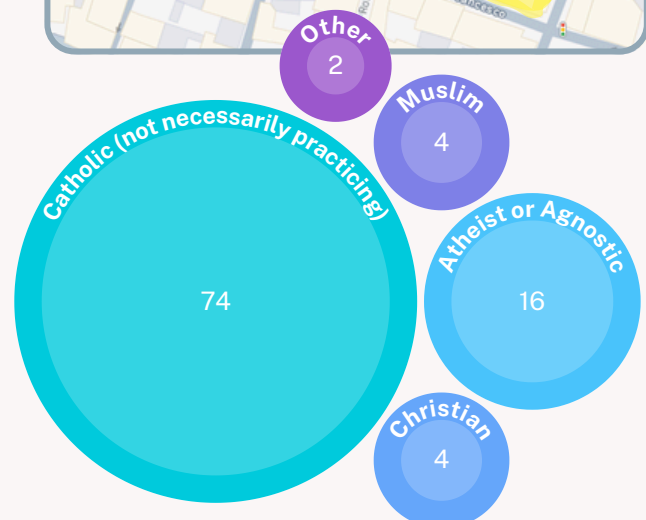 Other
2
Muslim
4
Catholic (not necessarily practicing)
74
Atheist or Agnostic
16
Christian
4